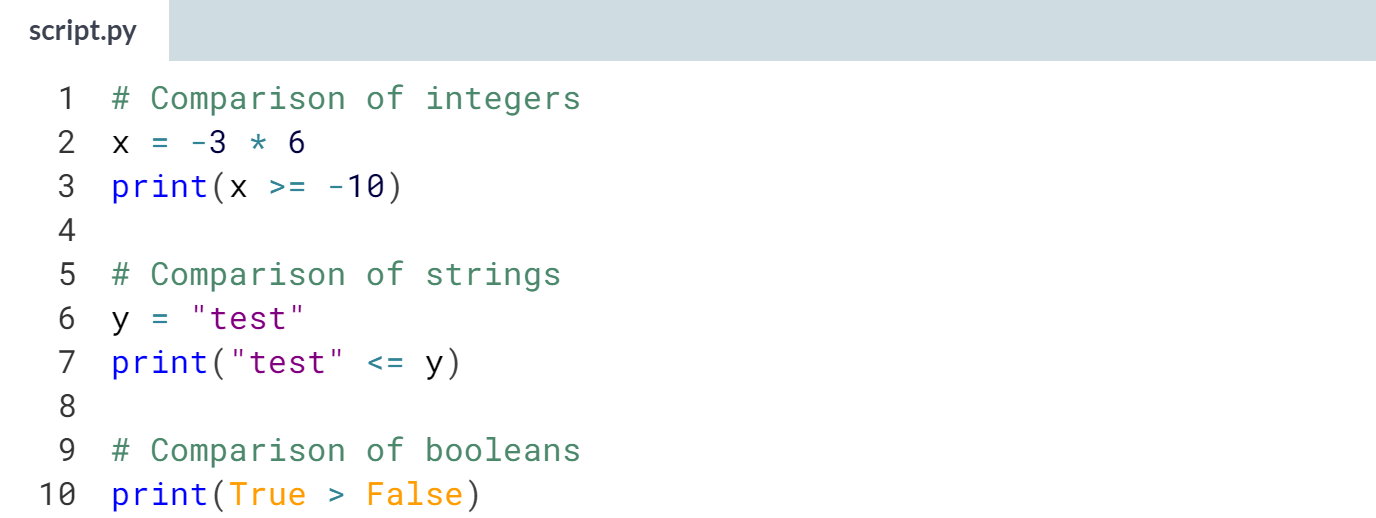 script.py
1 # Comparison of integers
2 x = -3 * 6
3 print(x >= -10)
4
5 # Comparison of strings
6 y = "test"
7 print("test" <= y)
8
9 # Comparison of booleans
10 print(True > False)